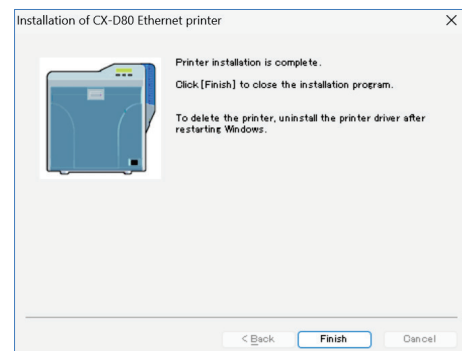 Installation of CX-D80 Ethernet printer
Printer installation is complete.
Click [Finish] to close the installation program.
To delete the printer, uninstall the printer driver after
restarting Windows.
< Back
Finish
Cancel